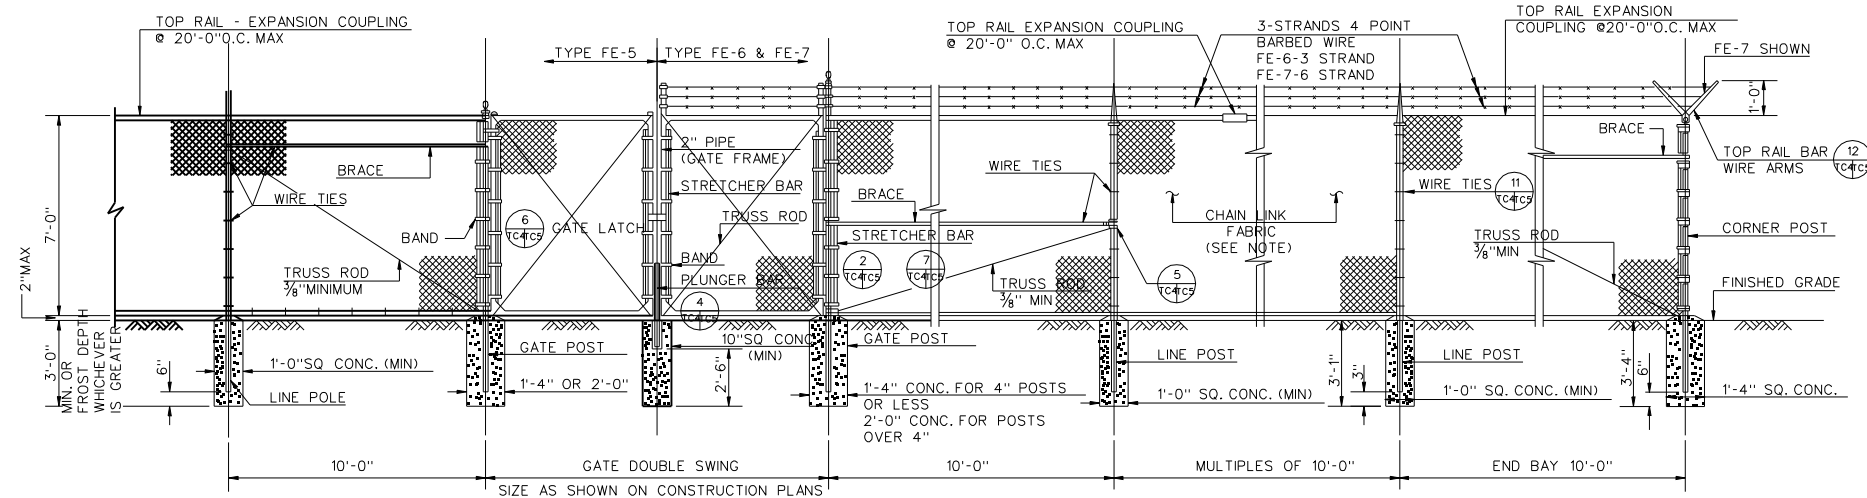 TOP RAIL - EXPANSION COUPLING
@ 20'-0"O.C. MAX
TYPE FE-5
TYPE FE-6 & FE-7
TOP RAIL EXPANSION COUPLING
@ 20'-0" O.C. MAX
3-STRANDS 4 POINT
BARBED WIRE
FE-6-3 STRAND
FE-7-6 STRAND
TOP RAIL EXPANSION
COUPLING @20'-0"O.C. MAX
FE-7 SHOWN
1'-0"
7'-0"
2"MAX
3'-0"
MIN. OR
FROST DEPTH
WHICHEVER
IS GREATER
6"
BRACE
WIRE TIES
BAND
TRUSS ROD
3/8"MINIMUM
6
TC4TC5
GATE LATCH
2" PIPE
(GATE FRAME)
STRETCHER BAR
TRUSS ROD
BAND
PLUNGER BAR
4
TC4TC5
10"SQ CONC
(MIN)
2'-6"
WIRE TIES
BRACE
STRETCHER BAR
2
TC4TC5
7
TC4TC5
TRUSS ROD
3/8" MIN
5
TC4TC5
CHAIN LINK
FABRIC
(SEE NOTE)
WIRE TIES
11
TC4TC5
BRACE
TOP RAIL BAR
WIRE ARMS
12
TC4TC5
TRUSS ROD
3/8"MIN
CORNER POST
FINISHED GRADE
1'-0"SQ CONC. (MIN)
LINE POLE
GATE POST
1'-4" OR 2'-0"
GATE POST
1'-4" CONC. FOR 4" POSTS
OR LESS
2'-0" CONC. FOR POSTS
OVER 4"
LINE POST
1'-0" SQ. CONC. (MIN)
3'-1"
3"
LINE POST
1'-0" SQ. CONC. (MIN)
3'-4"
6"
1'-4" SQ. CONC.
10'-0"
GATE DOUBLE SWING
SIZE AS SHOWN ON CONSTRUCTION PLANS
10'-0"
MULTIPLES OF 10'-0"
END BAY 10'-0"